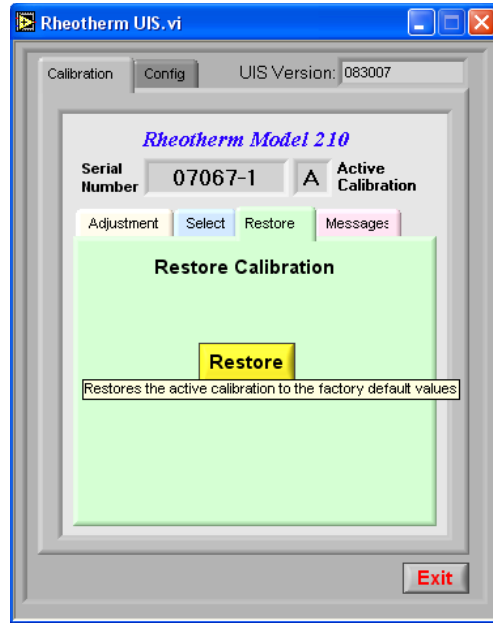 Rheotherm UIS.vi
Calibration Config UIS Version: 083007
Rheotherm Model 210
Serial Number 07067-1 A Active Calibration
Adjustment Select Restore Messages
Restore Calibration
Restore
Restores the active calibration to the factory default values
Exit